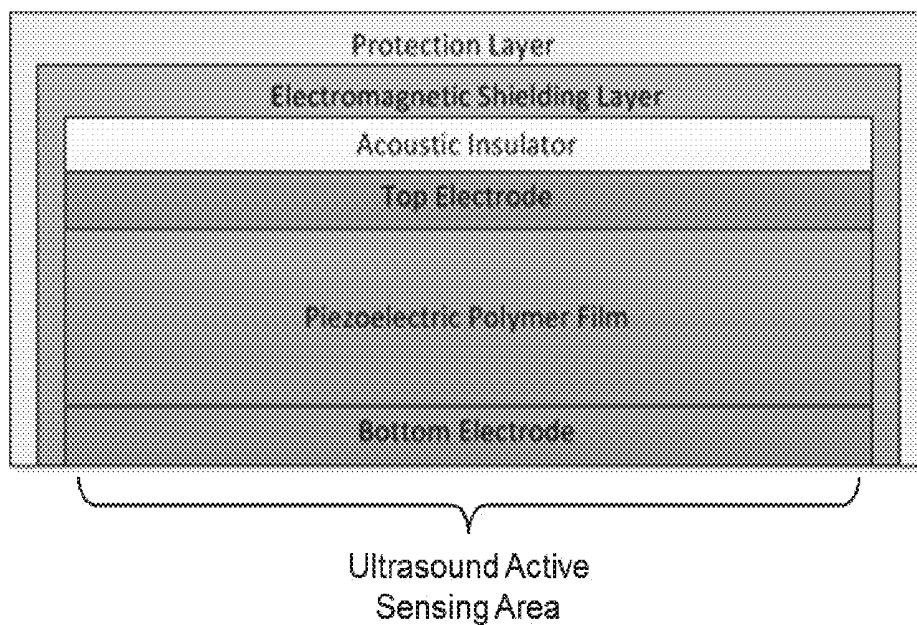 Protection Layer
Electromagnetic Shielding Layer
Acoustic Insulator
Top Electrode
Piezoelectric Polymer Film
Bottom Electrode
Ultrasound Active
Sensing Area